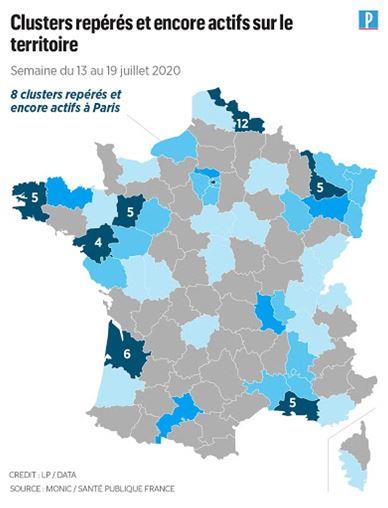 Clusters repérés et encore actifs sur le
territoire
P
Semaine du 13 au 19 juillet 2020
8 clusters repérés et
encore actifs à Paris
12
5
5
5
4
6
5
CREDIT : LP / DATA
SOURCE : MONIC / SANTÉ PUBLIQUE FRANCE